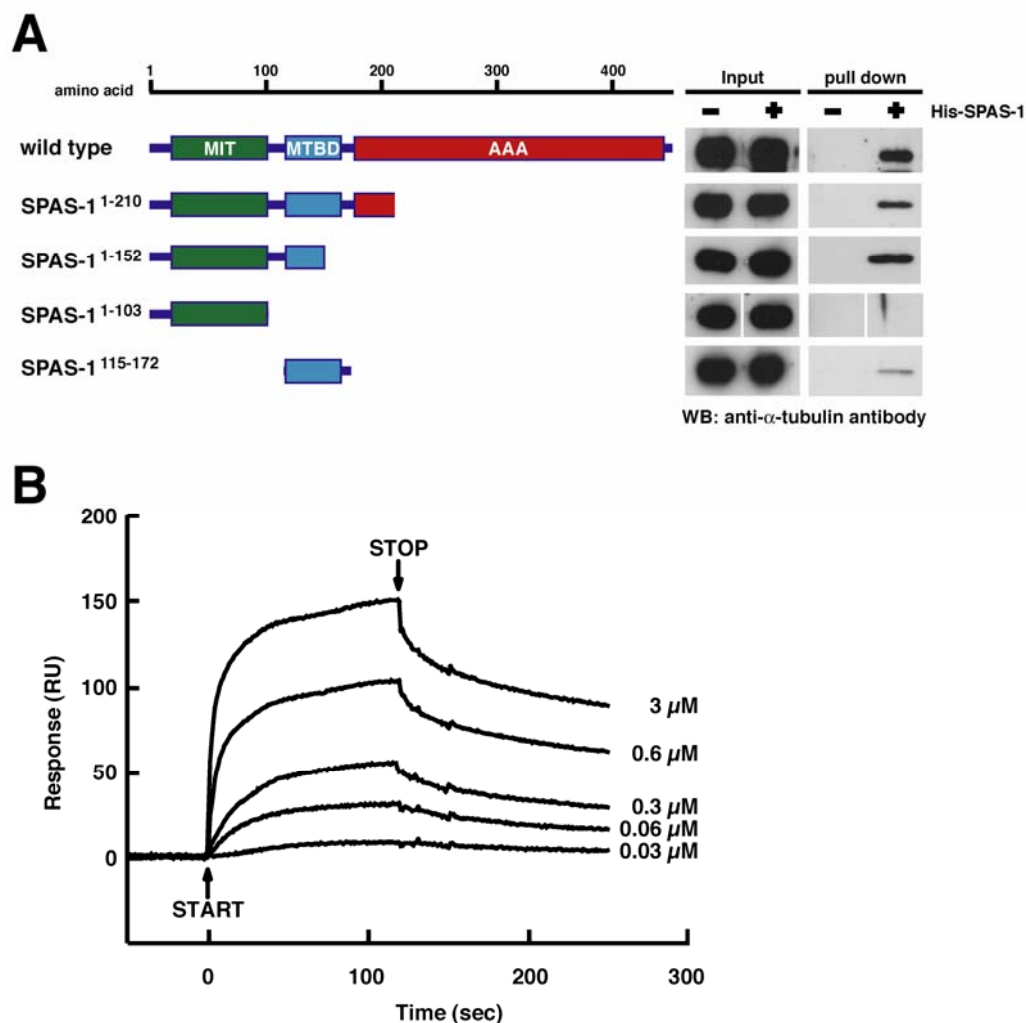 A
1 100 200 300 400
amino acid
Input pull down
− + − + His-SPAS-1
wild type MIT MTBD AAA
SPAS-1 1-210
SPAS-1 1-152
SPAS-1 1-103
SPAS-1 115-172
WB: anti-α-tubulin antibody
B
200
150
100
50
0
Response (RU)
STOP
START
3 μM
0.6 μM
0.3 μM
0.06 μM
0.03 μM
0 100 200 300
Time (sec)